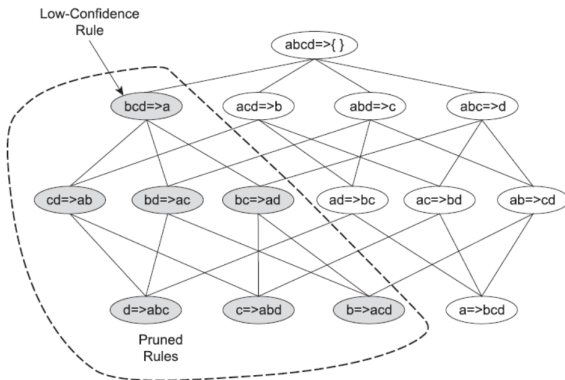 Low-Confidence
Rule
abcd=>{ }
bcd=>a
acd=>b
abd=>c
abc=>d
cd=>ab
bd=>ac
bc=>ad
ad=>bc
ac=>bd
ab=>cd
d=>abc
c=>abd
b=>acd
a=>bcd
Pruned
Rules